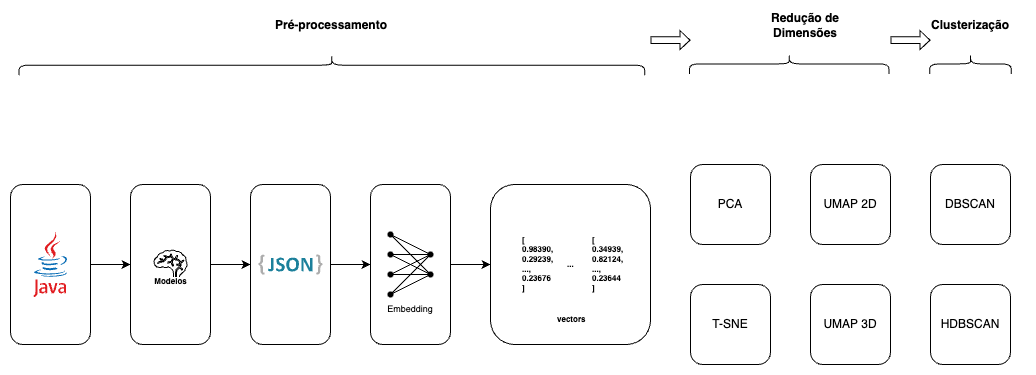 Pré-processamento
Redução de
Dimensões
Clusterização
Java
Modelos
{JSON}
Embedding
[
0.98390,
0.29239,
...,
0.23676
]
...
[
0.34939,
0.82124,
...,
0.23644
]
vectors
PCA
UMAP 2D
DBSCAN
T-SNE
UMAP 3D
HDBSCAN